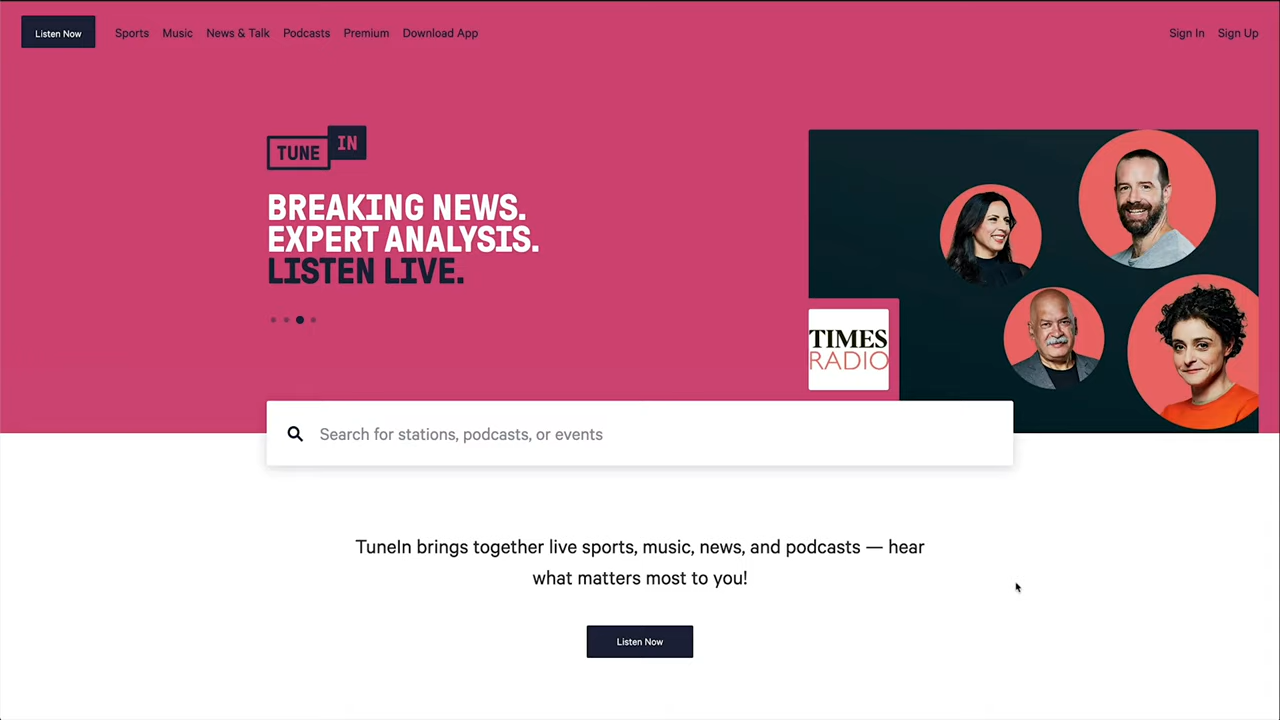 Listen Now
Sports
Music
News & Talk
Podcasts
Premium
Download App
Sign In
Sign Up
TUNE IN
BREAKING NEWS.
EXPERT ANALYSIS.
LISTEN LIVE.
TIMES
RADIO
Search for stations, podcasts, or events
TuneIn brings together live sports, music, news, and podcasts — hear
what matters most to you!
Listen Now